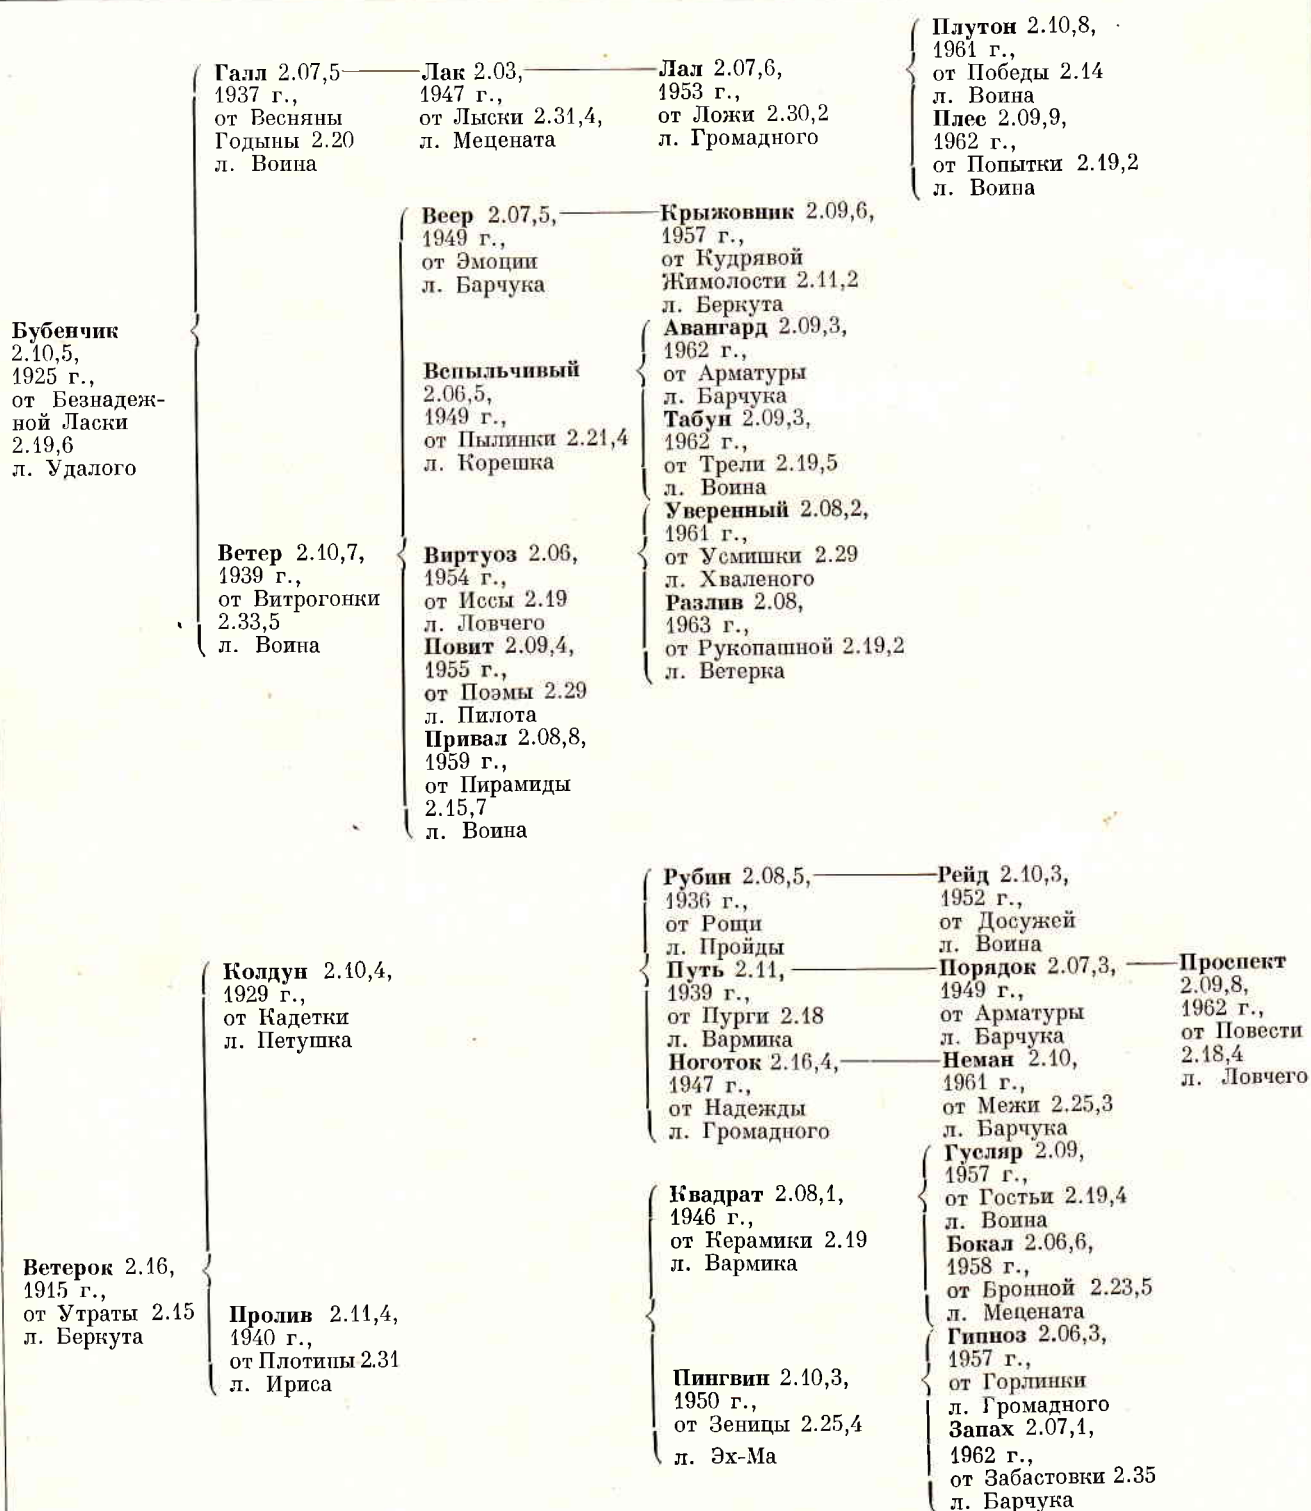 Бубенчик
2.10,5,
1925 г.,
от Безнадеж-
ной Ласки
2.19,6
л. Удалого
Галл 2.07,5
1937 г.,
от Весняны
Годыны 2.20
л. Воина
Лак 2.03,
1947 г.,
от Лыски 2.31,4,
л. Мецената
Лал 2.07,6,
1953 г.,
от Ложи 2.30,2
л. Громадного
Плутон 2.10,8,
1961 г.,
от Победы 2.14
л. Воина
Плес 2.09,9,
1962 г.,
от Попытки 2.19,2
л. Воина
Ветер 2.10,7,
1939 г.,
от Витрогонки
2.33,5
л. Воина
Веер 2.07,5,
1949 г.,
от Эмоции
л. Барчука
Крыжовник 2.09,6,
1957 г.,
от Кудрявой
Жимолости 2.11,2
л. Беркута
Вспыльчивый
2.06,5,
1949 г.,
от Пылинки 2.21,4
л. Корешка
Авангард 2.09,3,
1962 г.,
от Арматуры
л. Барчука
Табун 2.09,3,
1962 г.,
от Трели 2.19,5
л. Воина
Виртуоз 2.06,
1954 г.,
от Иссы 2.19
л. Ловчего
Уверенный 2.08,2,
1961 г.,
от Усмишки 2.29
л. Хваленого
Разлив 2.08,
1963 г.,
от Рукопашной 2.19,2
л. Ветерка
Повит 2.09,4,
1955 г.,
от Поэмы 2.29
л. Пилота
Привал 2.08,8,
1959 г.,
от Пирамиды
2.15,7
л. Воина
Ветерок 2.16,
1915 г.,
от Утраты 2.15
л. Беркута
Колдун 2.10,4,
1929 г.,
от Кадетки
л. Петушка
Рубин 2.08,5,
1936 г.,
от Рощи
л. Пройды
Рейд 2.10,3,
1952 г.,
от Досужей
л. Воина
Путь 2.11,
1939 г.,
от Пурги 2.18
л. Вармика
Порядок 2.07,3,
1949 г.,
от Арматуры
л. Барчука
Проспект
2.09,8,
1962 г.,
от Повести
2.18,4
л. Ловчего
Ноготок 2.16,4,
1947 г.,
от Надежды
л. Громадного
Неман 2.10,
1961 г.,
от Межи 2.25,3
л. Барчука
Пролив 2.11,4,
1940 г.,
от Плотины 2.31
л. Ириса
Квадрат 2.08,1,
1946 г.,
от Керамики 2.19
л. Вармика
Гусляр 2.09,
1957 г.,
от Гостьи 2.19,4
л. Воина
Бокал 2.06,6,
1958 г.,
от Бронной 2.23,5
л. Мецената
Пингвин 2.10,3,
1950 г.,
от Зеницы 2.25,4
л. Эх-Ма
Гипноз 2.06,3,
1957 г.,
от Горлинки
л. Громадного
Запах 2.07,1,
1962 г.,
от Забастовки 2.35
л. Барчука